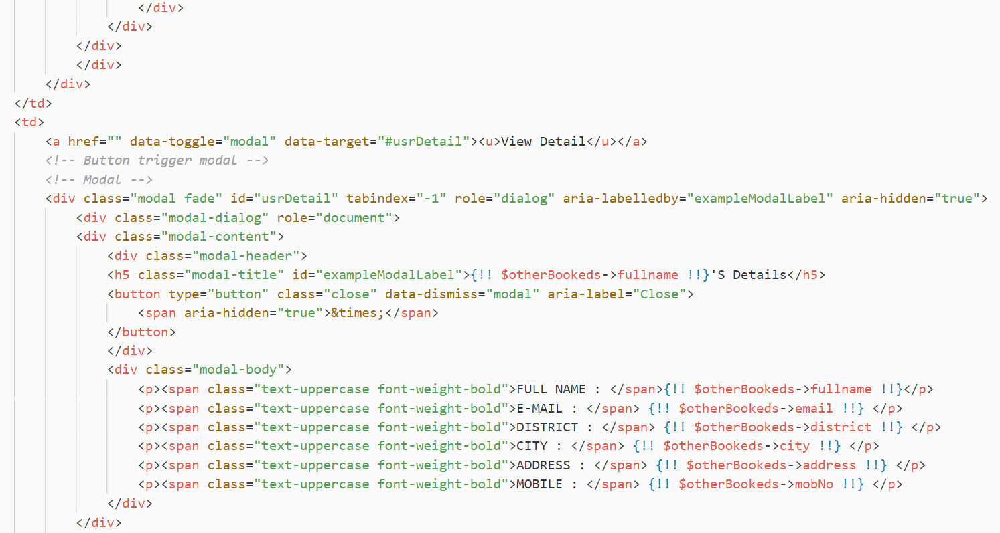 </div>
</div>
</div>
</div>
</div>
</td>
<td>
<a href="" data-toggle="modal" data-target="#usrDetail"><u>View Detail</u></a>
<!-- Button trigger modal -->
<!-- Modal -->
<div class="modal fade" id="usrDetail" tabindex="-1" role="dialog" aria-labelledby="exampleModalLabel" aria-hidden="true">
<div class="modal-dialog" role="document">
<div class="modal-content">
<div class="modal-header">
<h5 class="modal-title" id="exampleModalLabel">{!! $otherBookeds->fullname !!}'S Details</h5>
<button type="button" class="close" data-dismiss="modal" aria-label="Close">
<span aria-hidden="true">&times;</span>
</button>
</div>
<div class="modal-body">
<p><span class="text-uppercase font-weight-bold">FULL NAME : </span>{!! $otherBookeds->fullname !!}</p>
<p><span class="text-uppercase font-weight-bold">E-MAIL : </span> {!! $otherBookeds->email !!} </p>
<p><span class="text-uppercase font-weight-bold">DISTRICT : </span> {!! $otherBookeds->district !!} </p>
<p><span class="text-uppercase font-weight-bold">CITY : </span> {!! $otherBookeds->city !!} </p>
<p><span class="text-uppercase font-weight-bold">ADDRESS : </span> {!! $otherBookeds->address !!} </p>
<p><span class="text-uppercase font-weight-bold">MOBILE : </span> {!! $otherBookeds->mobNo !!} </p>
</div>
</div>